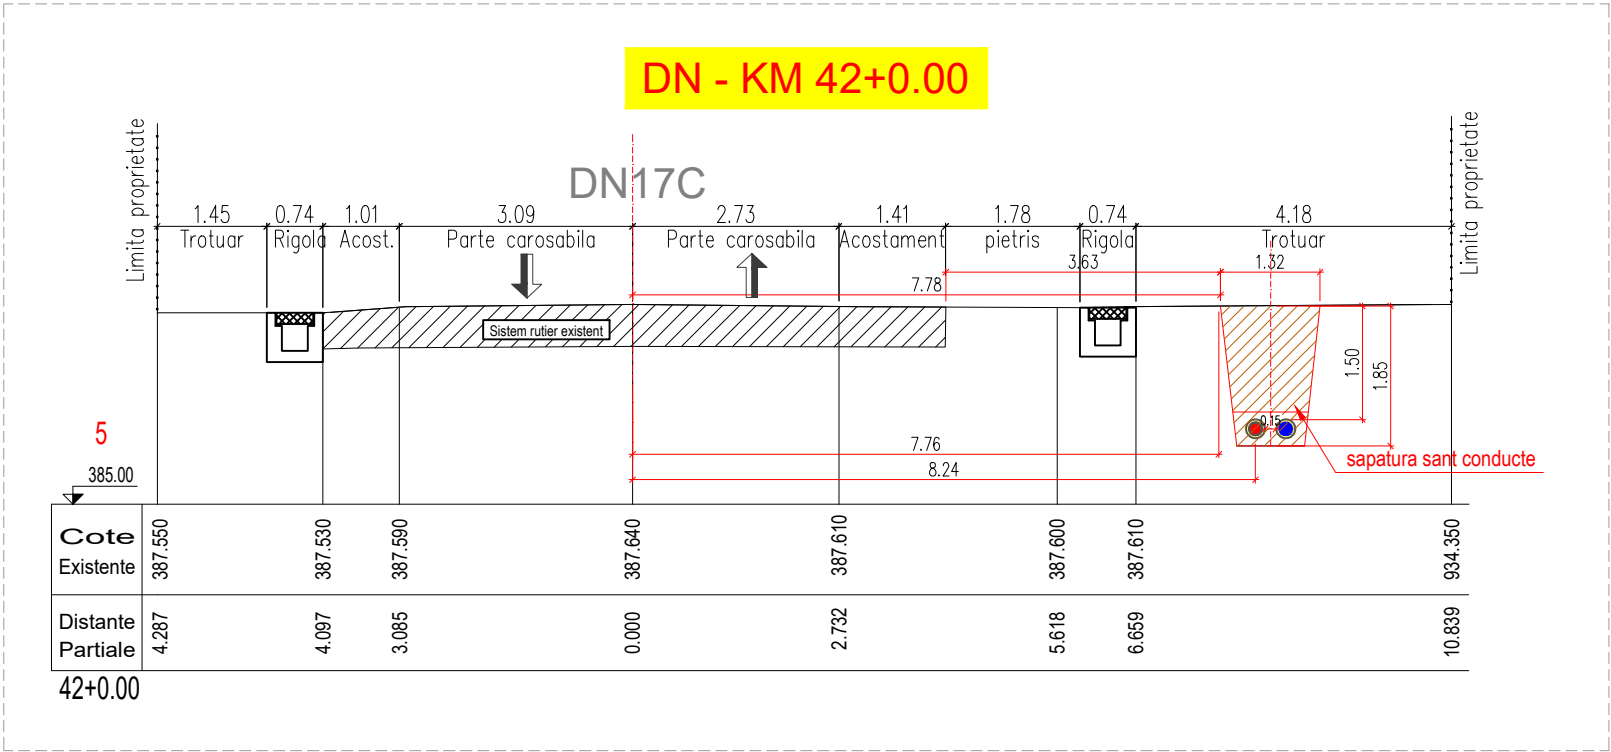 DN - KM 42+0.00
DN17C
Limita proprietate
1.45 0.74 1.01 3.09 2.73 1.41 1.78 0.74 4.18
Trotuar Rigola Acost. Parte carosabila Parte carosabila Acostament pietris Rigola Trotuar
Limita proprietate
3.63 1.32
7.78
Sistem rutier existent
1.50
1.85
0.15
5
7.76
sapatura sant conducte
8.24
385.00
Cote
Existente
387.550 387.530 387.590 387.640 387.610 387.600 387.610 934.350
Distante
Partiale
4.287 4.097 3.085 0.000 2.732 5.618 6.659 10.839
42+0.00